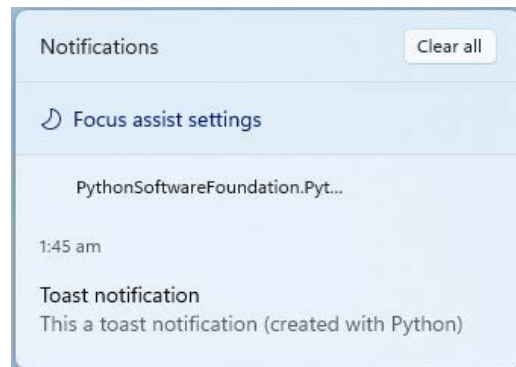 Notifications
Clear all
Focus assist settings
PythonSoftwareFoundation.Pyt...
1:45 am
Toast notification
This a toast notification (created with Python)